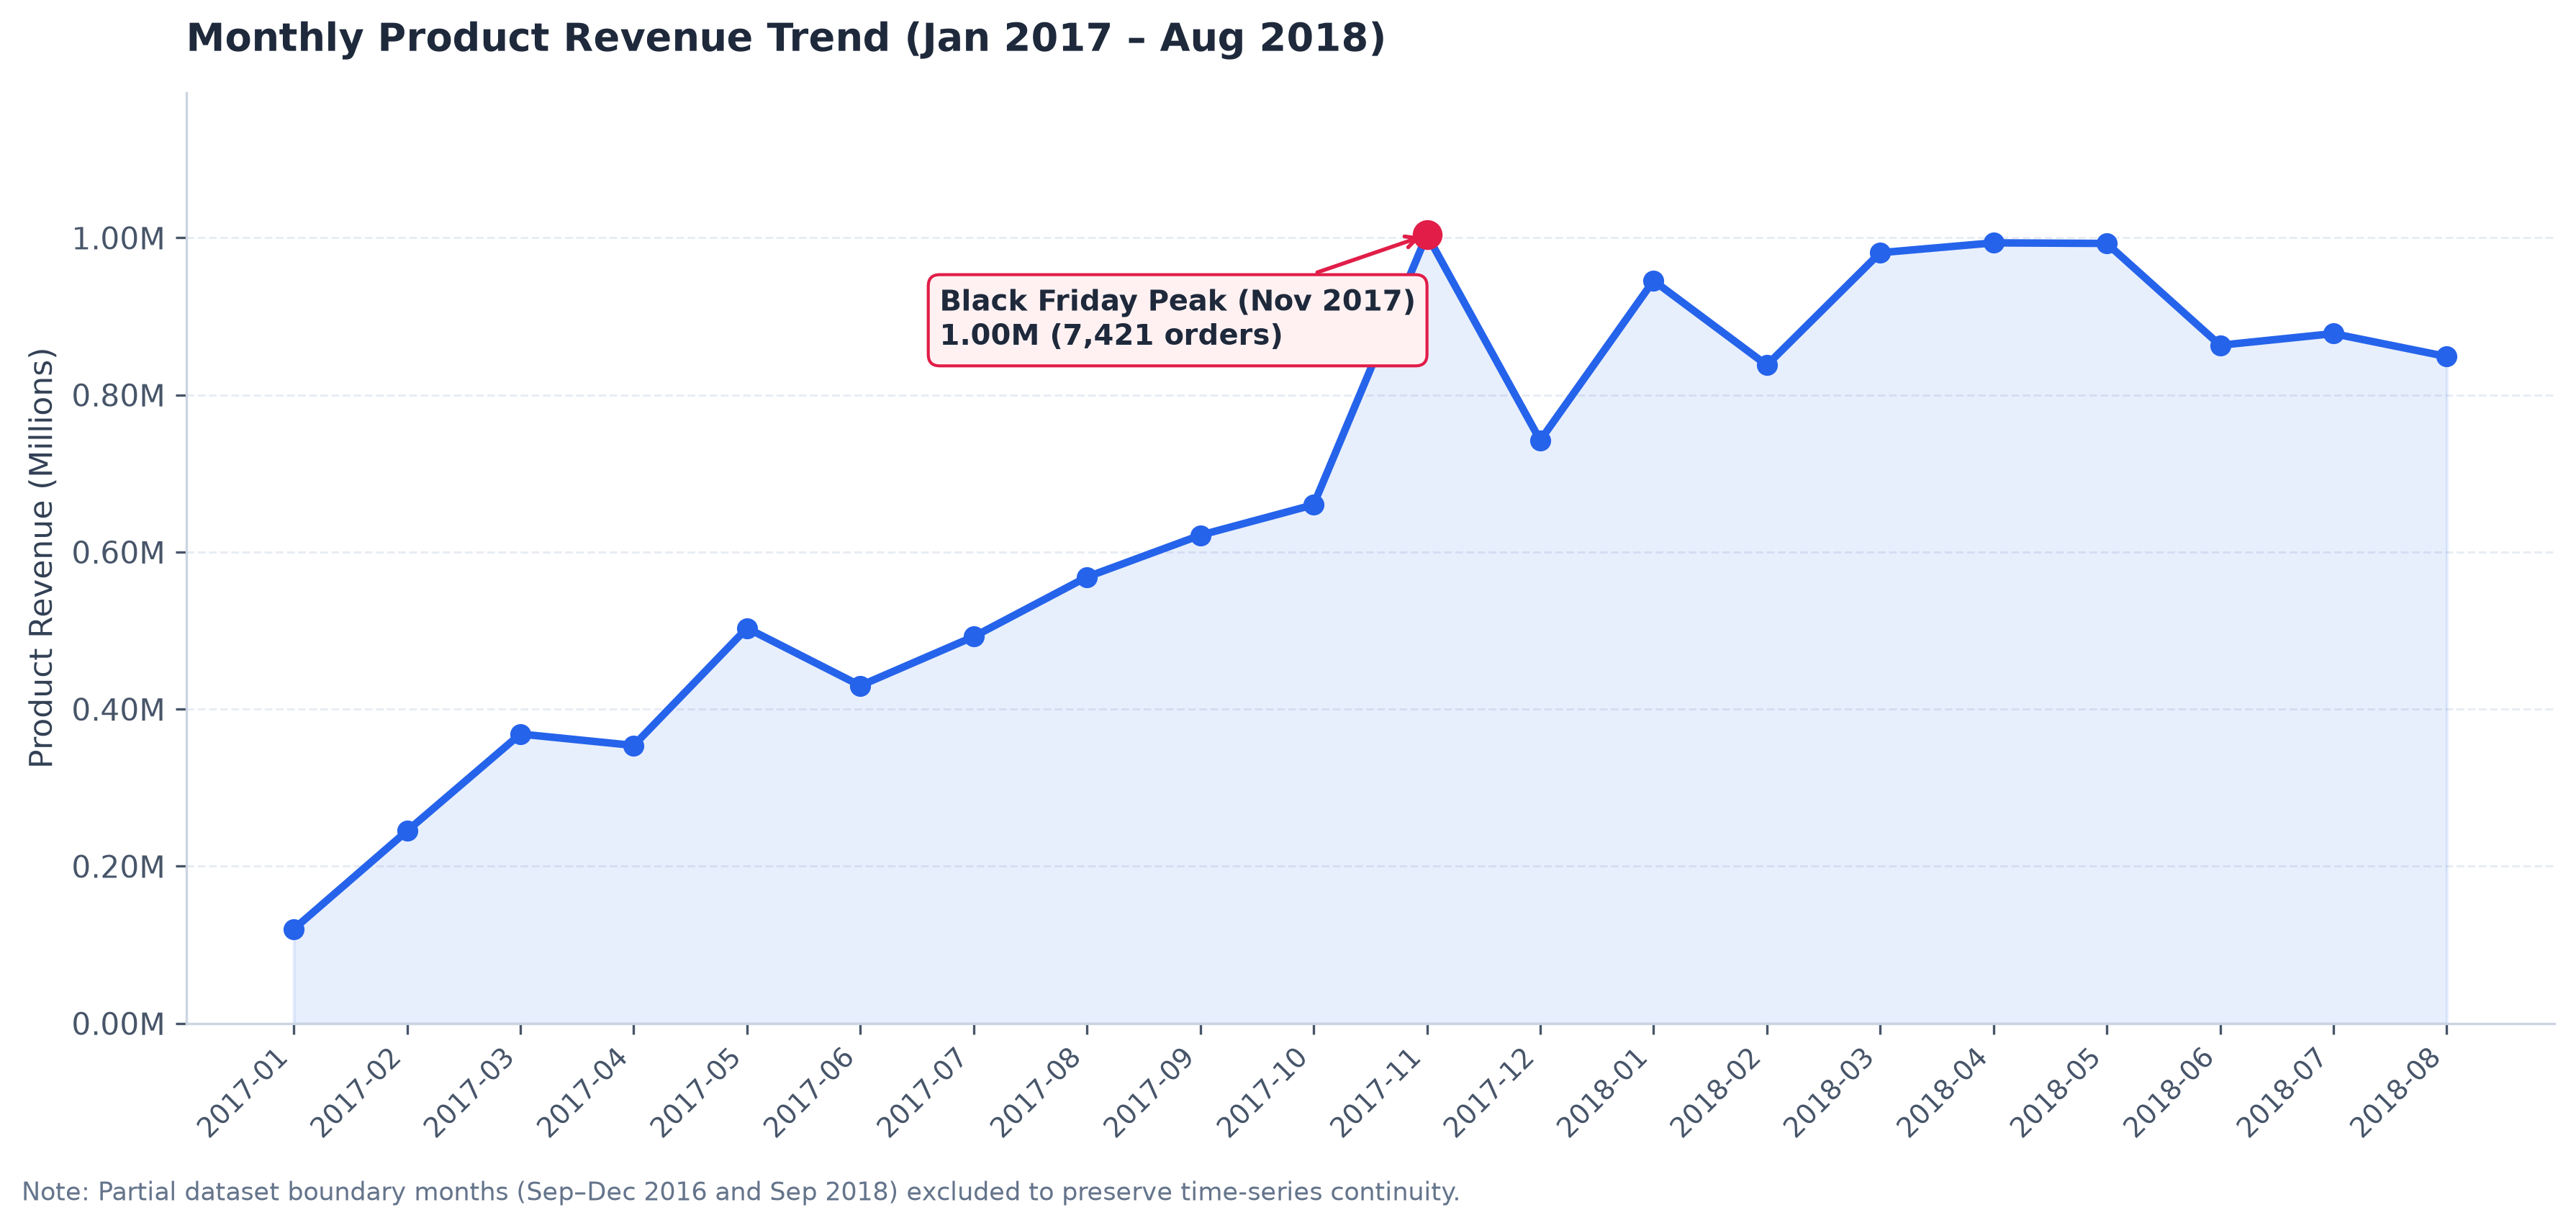 Monthly Product Revenue Trend (Jan 2017 – Aug 2018)
Product Revenue (Millions)
1.00M
0.80M
0.60M
0.40M
0.20M
0.00M
Black Friday Peak (Nov 2017)
1.00M (7,421 orders)
2017-01
2017-02
2017-03
2017-04
2017-05
2017-06
2017-07
2017-08
2017-09
2017-10
2017-11
2017-12
2018-01
2018-02
2018-03
2018-04
2018-05
2018-06
2018-07
2018-08
Note: Partial dataset boundary months (Sep–Dec 2016 and Sep 2018) excluded to preserve time-series continuity.